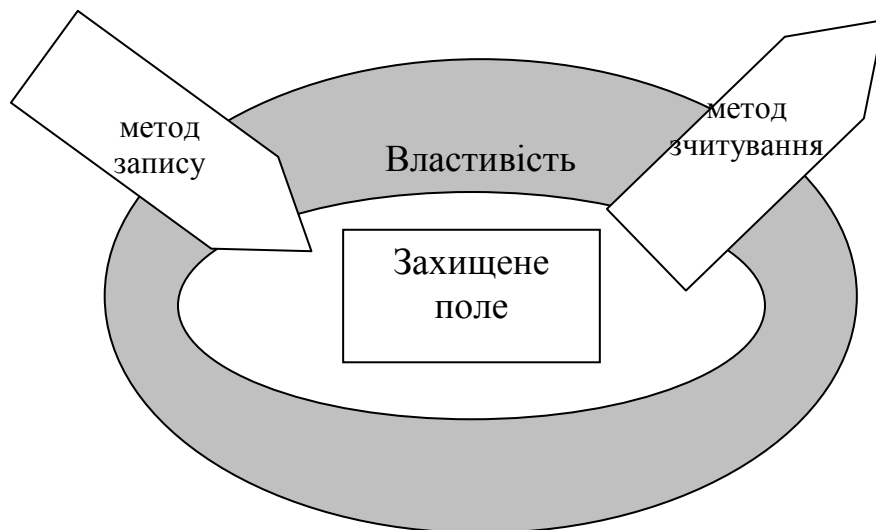 метод
запису
Властивість
метод
зчитування
Захищене
поле